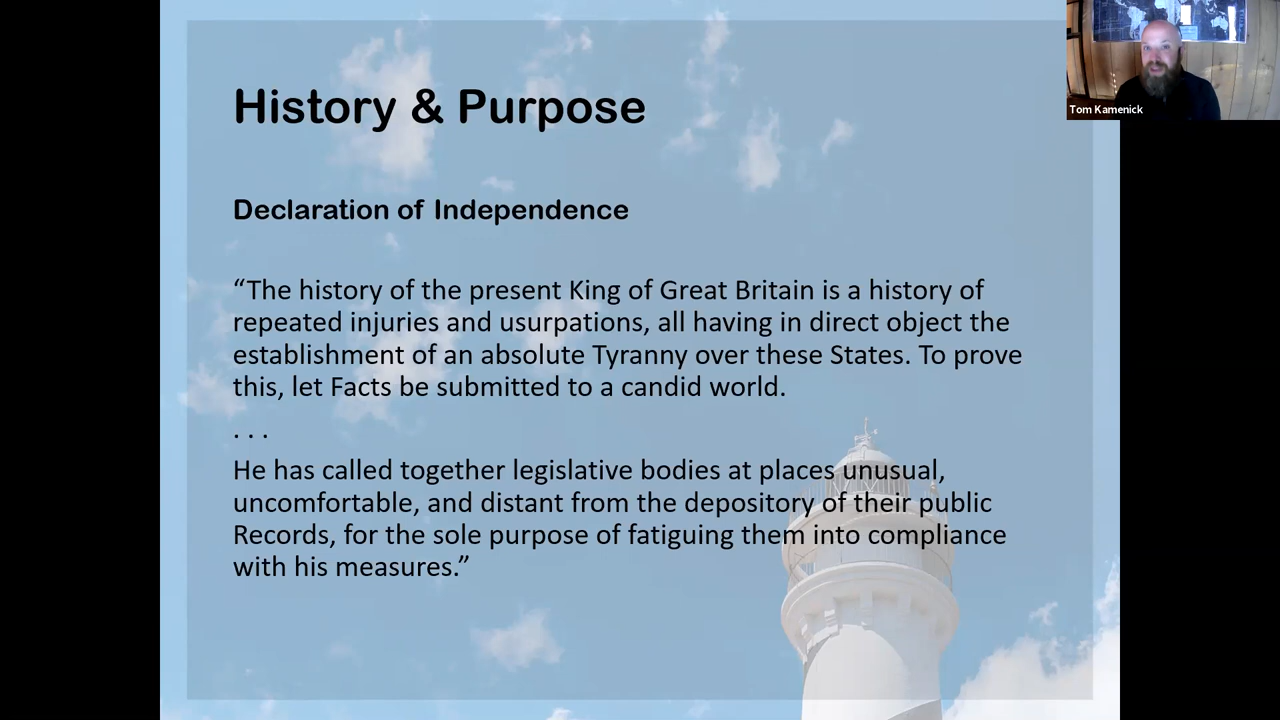 History & Purpose
Tom Kamenick
Declaration of Independence
“The history of the present King of Great Britain is a history of
repeated injuries and usurpations, all having in direct object the
establishment of an absolute Tyranny over these States. To prove
this, let Facts be submitted to a candid world.
. . .
He has called together legislative bodies at places unusual,
uncomfortable, and distant from the depository of their public
Records, for the sole purpose of fatiguing them into compliance
with his measures.”